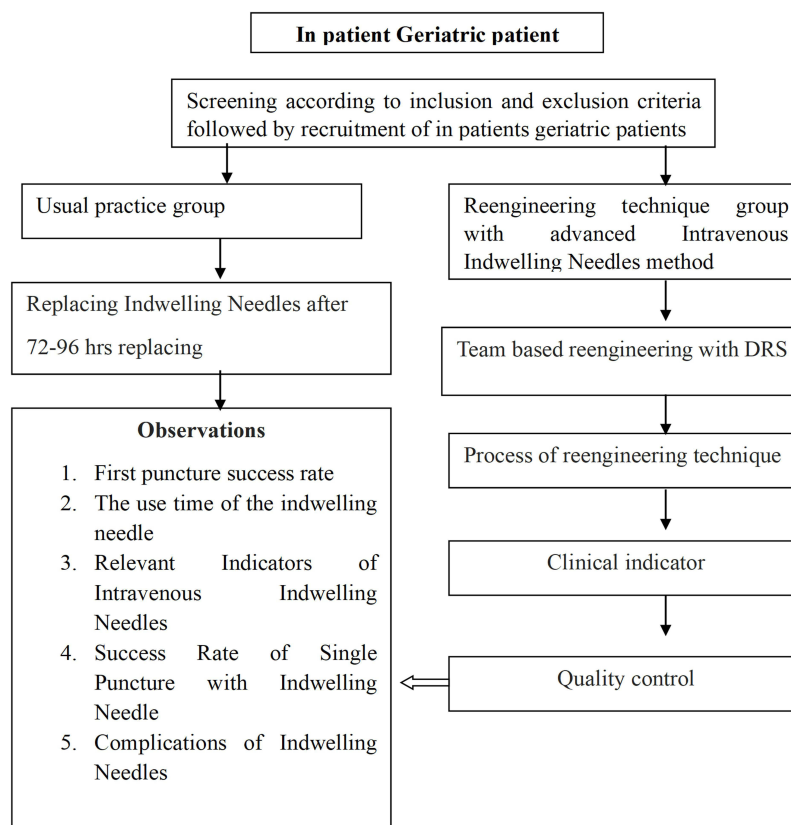 In patient Geriatric patient
Screening according to inclusion and exclusion criteria
followed by recruitment of in patients geriatric patients
Usual practice group
Replacing Indwelling Needles after
72-96 hrs replacing
Observations
1. First puncture success rate
2. The use time of the indwelling
needle
3. Relevant Indicators of
Intravenous Indwelling
Needles
4. Success Rate of Single
Puncture with Indwelling
Needle
5. Complications of Indwelling
Needles
Reengineering technique group
with advanced Intravenous
Indwelling Needles method
Team based reengineering with DRS
Process of reengineering technique
Clinical indicator
Quality control